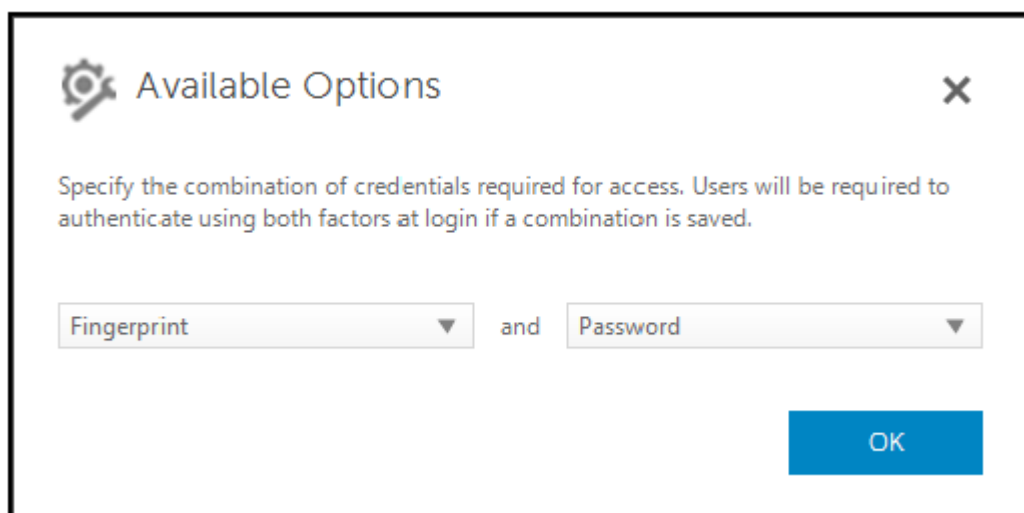 Available Options
Specify the combination of credentials required for access. Users will be required to
authenticate using both factors at login if a combination is saved.
Fingerprint and Password
OK